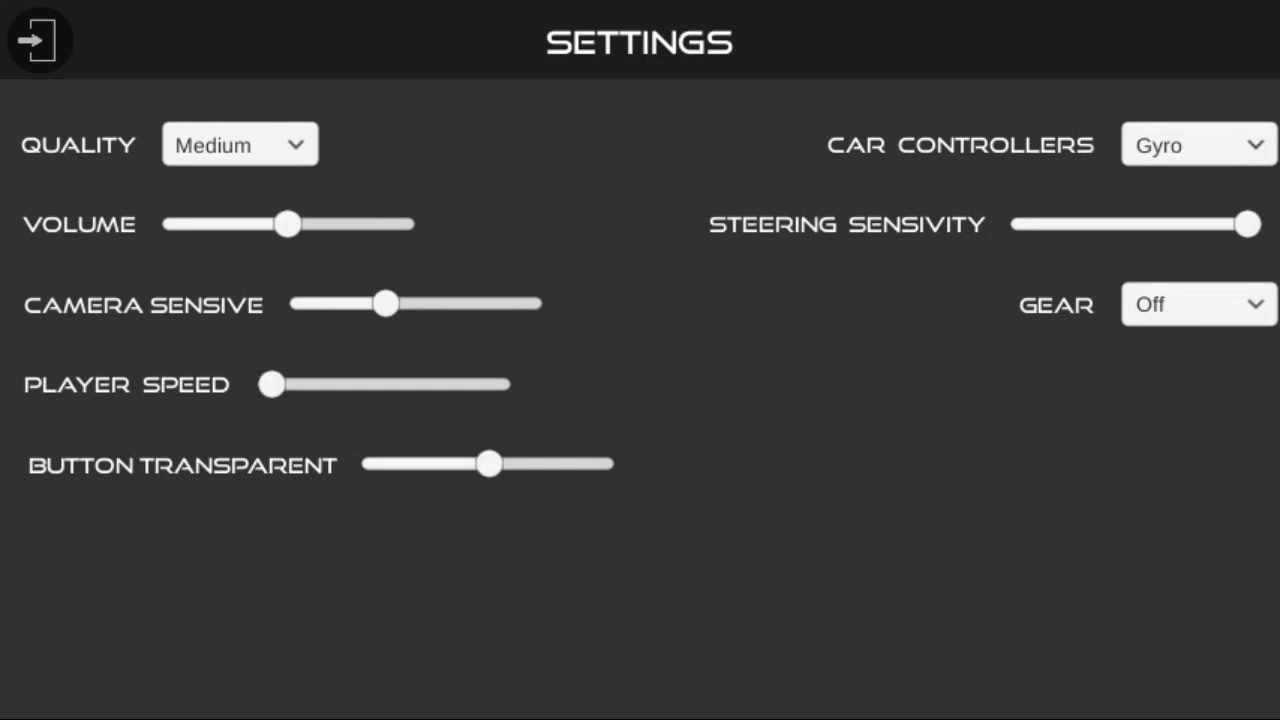 SETTINGS
QUALITY Medium
CAR CONTROLLERS Gyro
VOLUME
STEERING SENSIVITY
CAMERA SENSIVE
GEAR Off
PLAYER SPEED
BUTTON TRANSPARENT